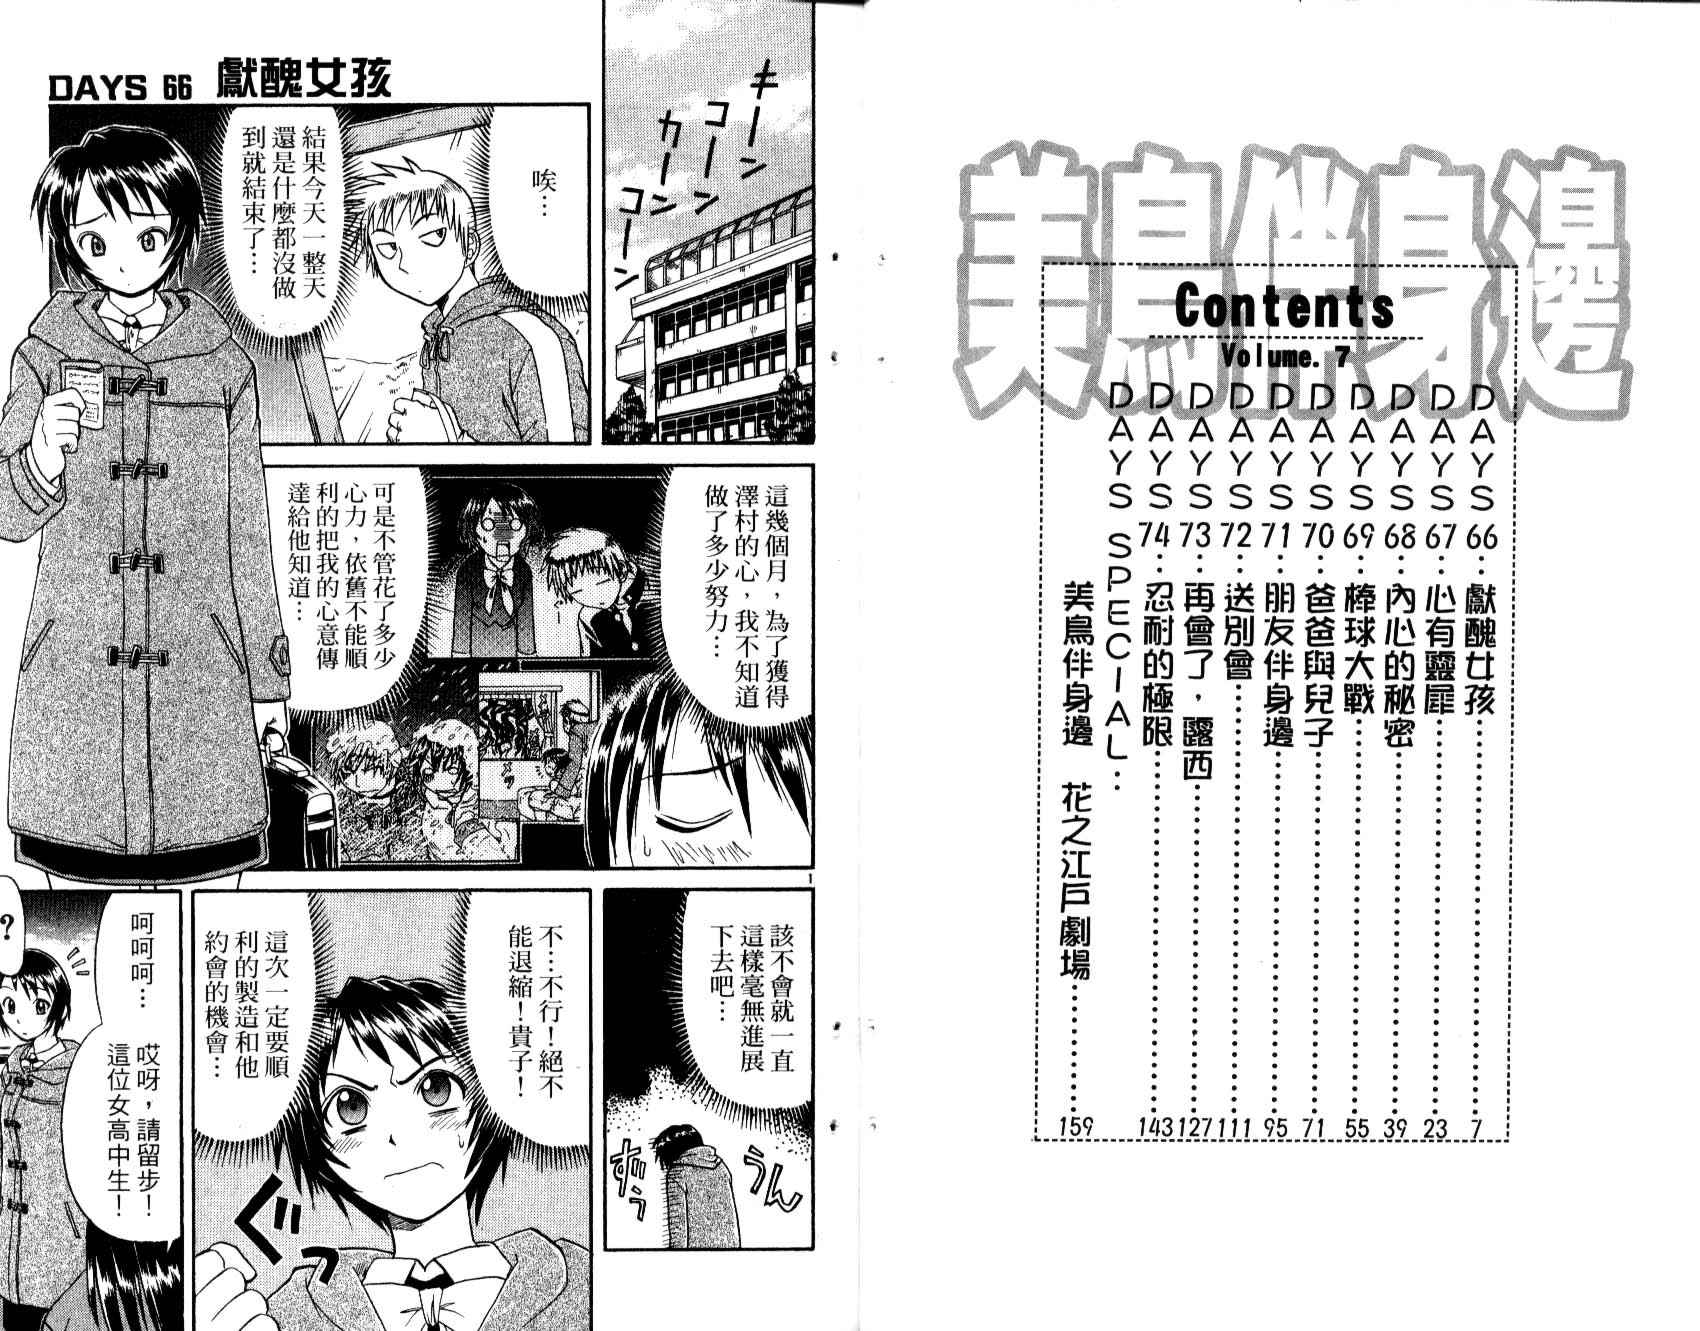 美鳥伴身邊
Contents
Volume. 7
DAYS 66‥獻醜女孩‥‥‥7
DAYS 67‥心有靈犀‥‥‥23
DAYS 68‥內心的秘密‥‥‥39
DAYS 69‥棒球大戰‥‥‥55
DAYS 70‥爸爸與兒子‥‥‥71
DAYS 71‥朋友伴身邊‥‥‥95
DAYS 72‥送別會‥‥‥111
DAYS 73‥再會了，露西‥‥‥127
DAYS 74‥忍耐的極限‥‥‥143
DAYS SPECIAL‥
美鳥伴身邊　花之江戶劇場‥‥‥159
DAYS 66 獻醜女孩
キーン
コーン
カーン
コーン
唉…
結果今天一整天
還是什麼都沒做
到就結束了…
這幾個月，為了獲得
澤村的心，我不知道
做了多少努力…
可是不管花了多少
心力，依舊不能順
利的把我的心意傳
達給他知道…
1
該不會就一直
這樣毫無進展
下去吧…
うん
ずぅ
不…不行！絕不
能退縮！貴子！
這次一定要順
利的製造和他
約會的機會…
ぐっ
呵呵呵…
哎呀，請留步！
這位女高中生！
？